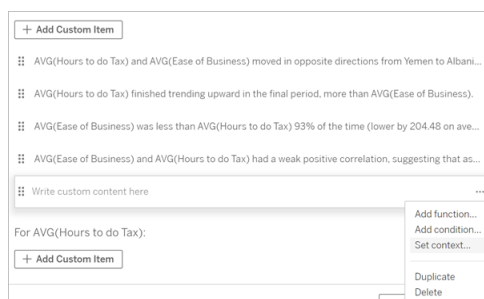 + Add Custom Item
AVG(Hours to do Tax) and AVG(Ease of Business) moved in opposite directions from Yemen to Albani...
AVG(Hours to do Tax) finished trending upward in the final period, more than AVG(Ease of Business).
AVG(Ease of Business) was less than AVG(Hours to do Tax) 93% of the time (lower by 204.48 on ave...
AVG(Ease of Business) and AVG(Hours to do Tax) had a weak positive correlation, suggesting that as...
Write custom content here
...
Add function...
Add condition...
Set context...
Duplicate
Delete
For AVG(Hours to do Tax):
+ Add Custom Item